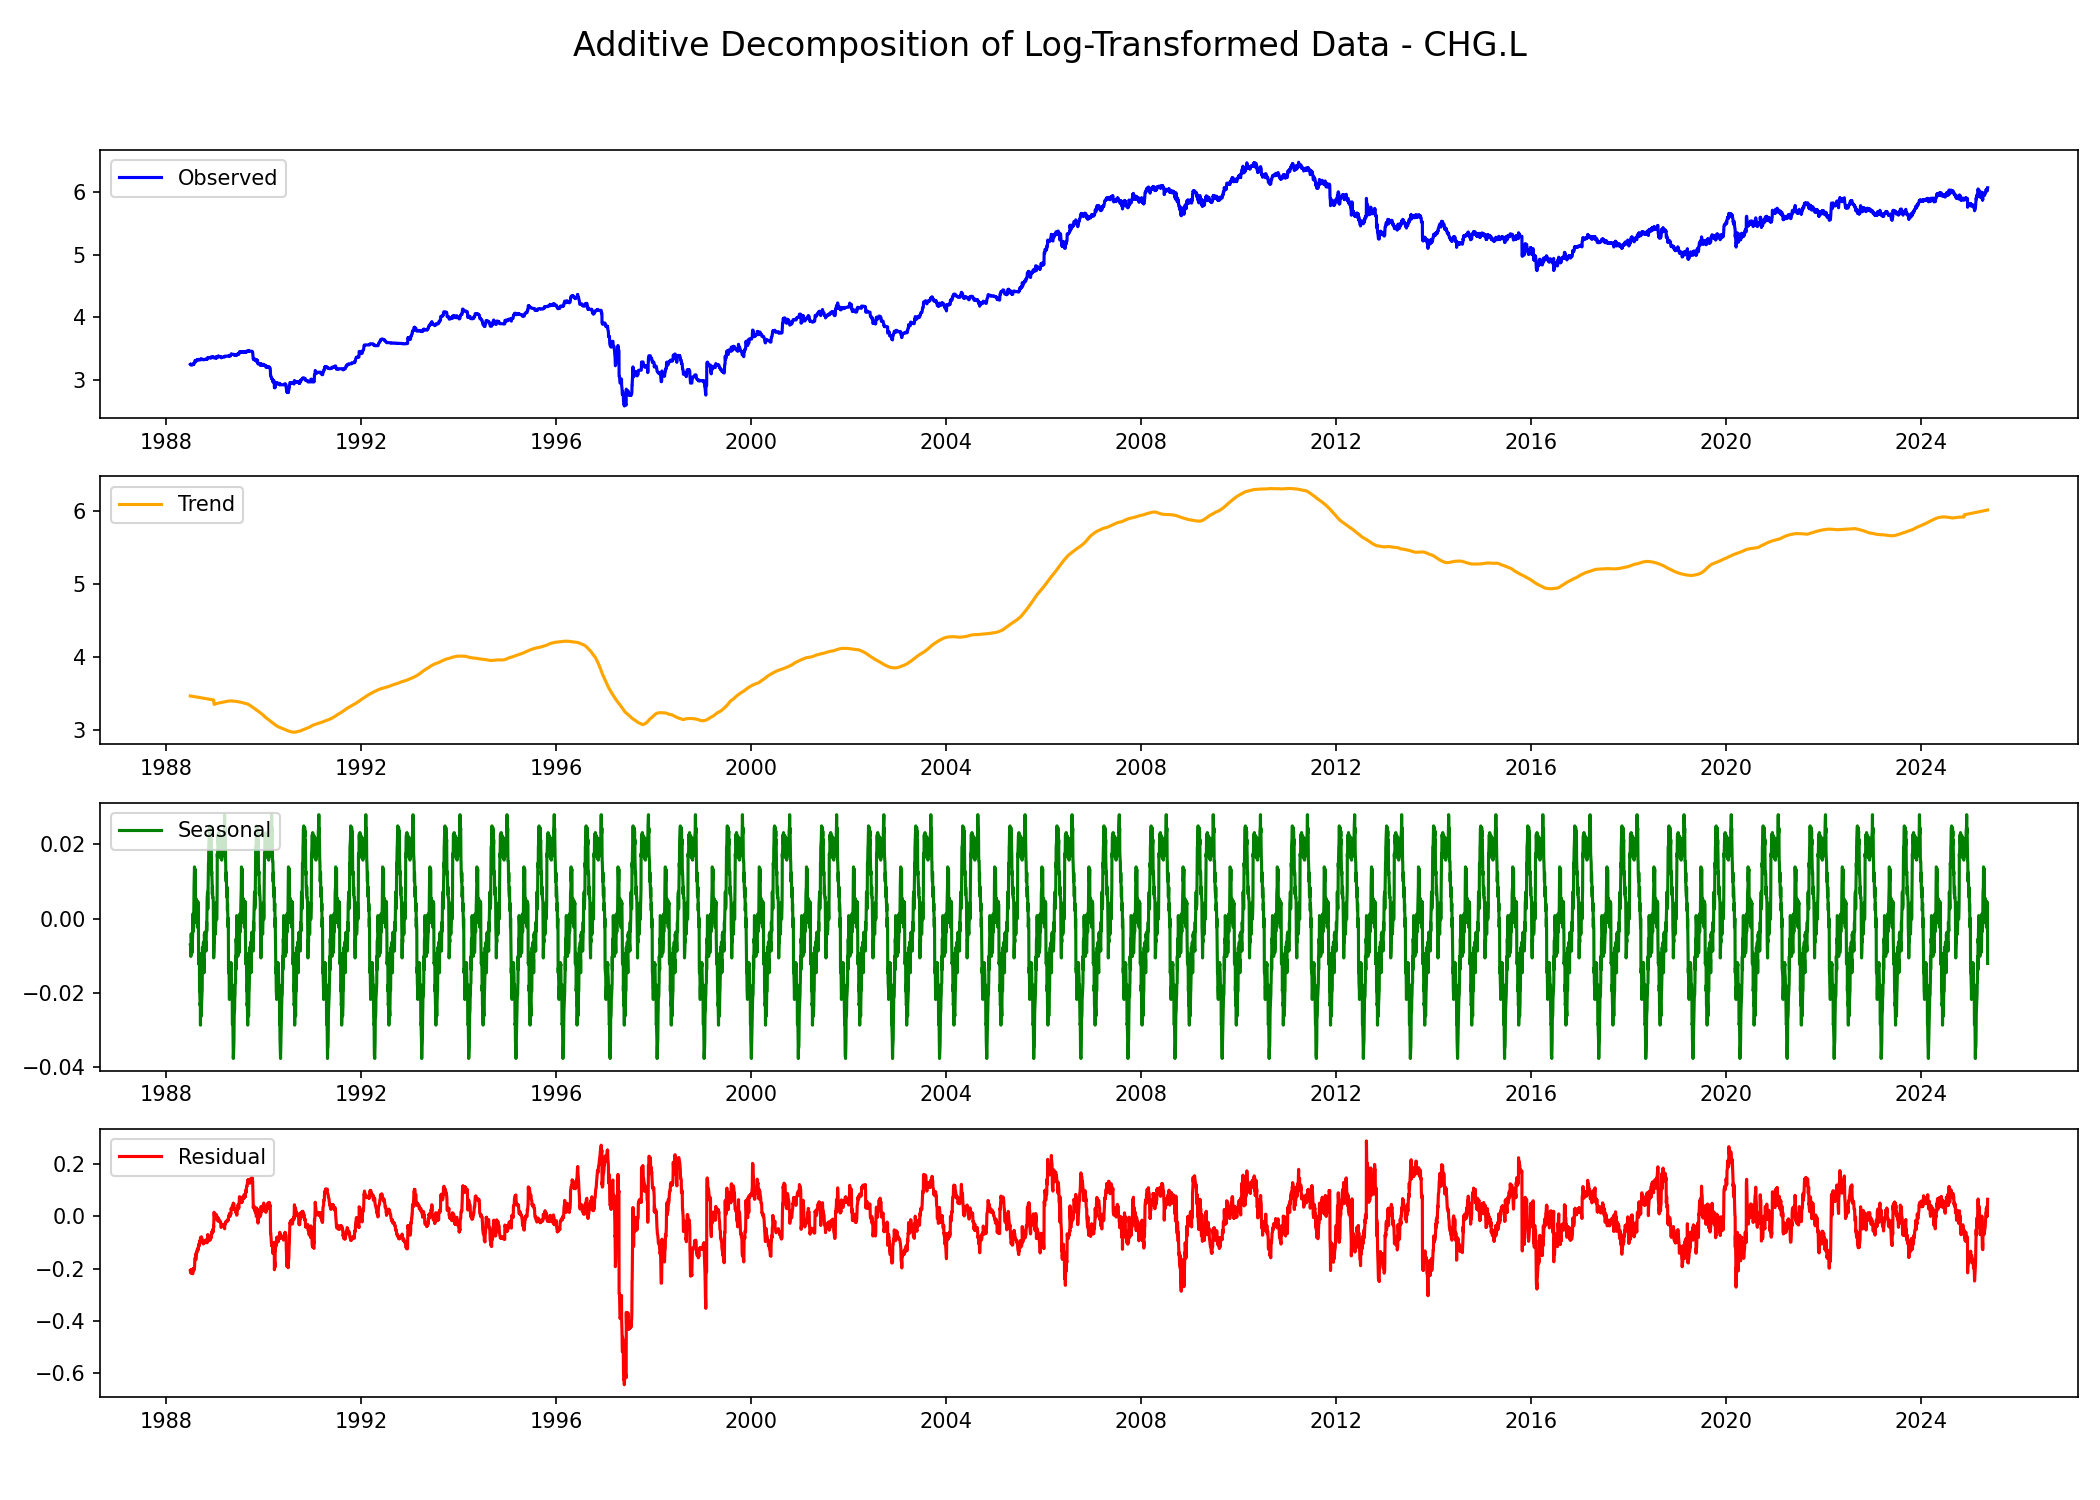 Additive Decomposition of Log-Transformed Data - CHG.L
Observed
6
5
4
3
1988 1992 1996 2000 2004 2008 2012 2016 2020 2024
Trend
6
5
4
3
1988 1992 1996 2000 2004 2008 2012 2016 2020 2024
Seasonal
0.02
0.00
−0.02
−0.04
1988 1992 1996 2000 2004 2008 2012 2016 2020 2024
Residual
0.2
0.0
−0.2
−0.4
−0.6
1988 1992 1996 2000 2004 2008 2012 2016 2020 2024